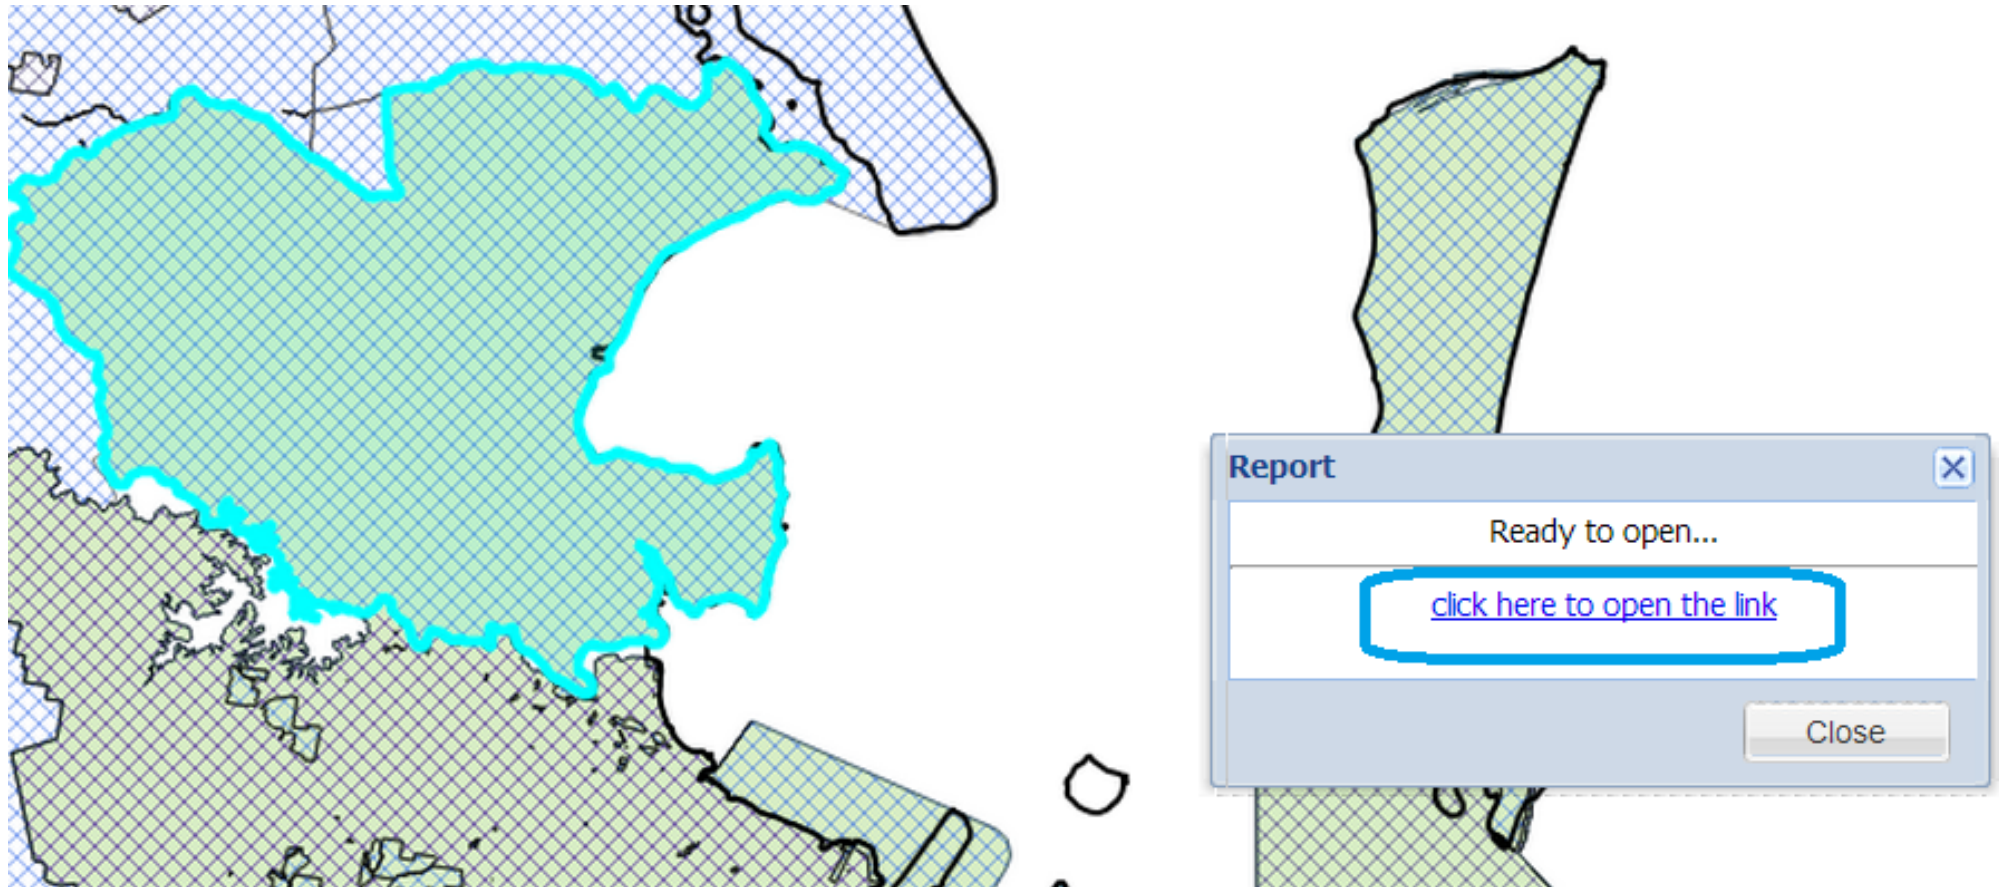 Report
Ready to open...
click here to open the link
Close